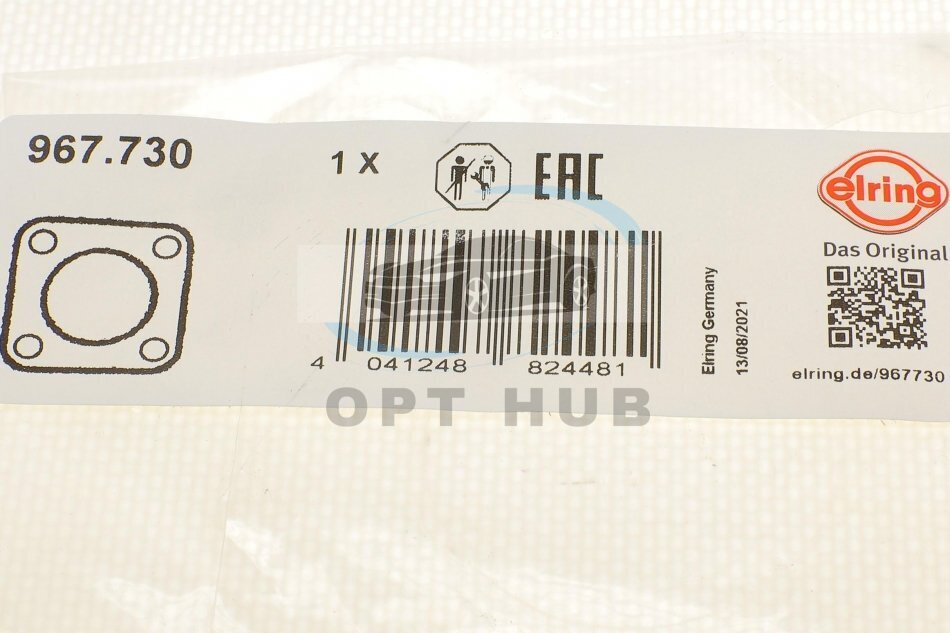 967.730
1 X
EAC
elring
Das Original
elring.de/967730
Elring Germany
13/08/2021
4 041248 824481
OPT HUB